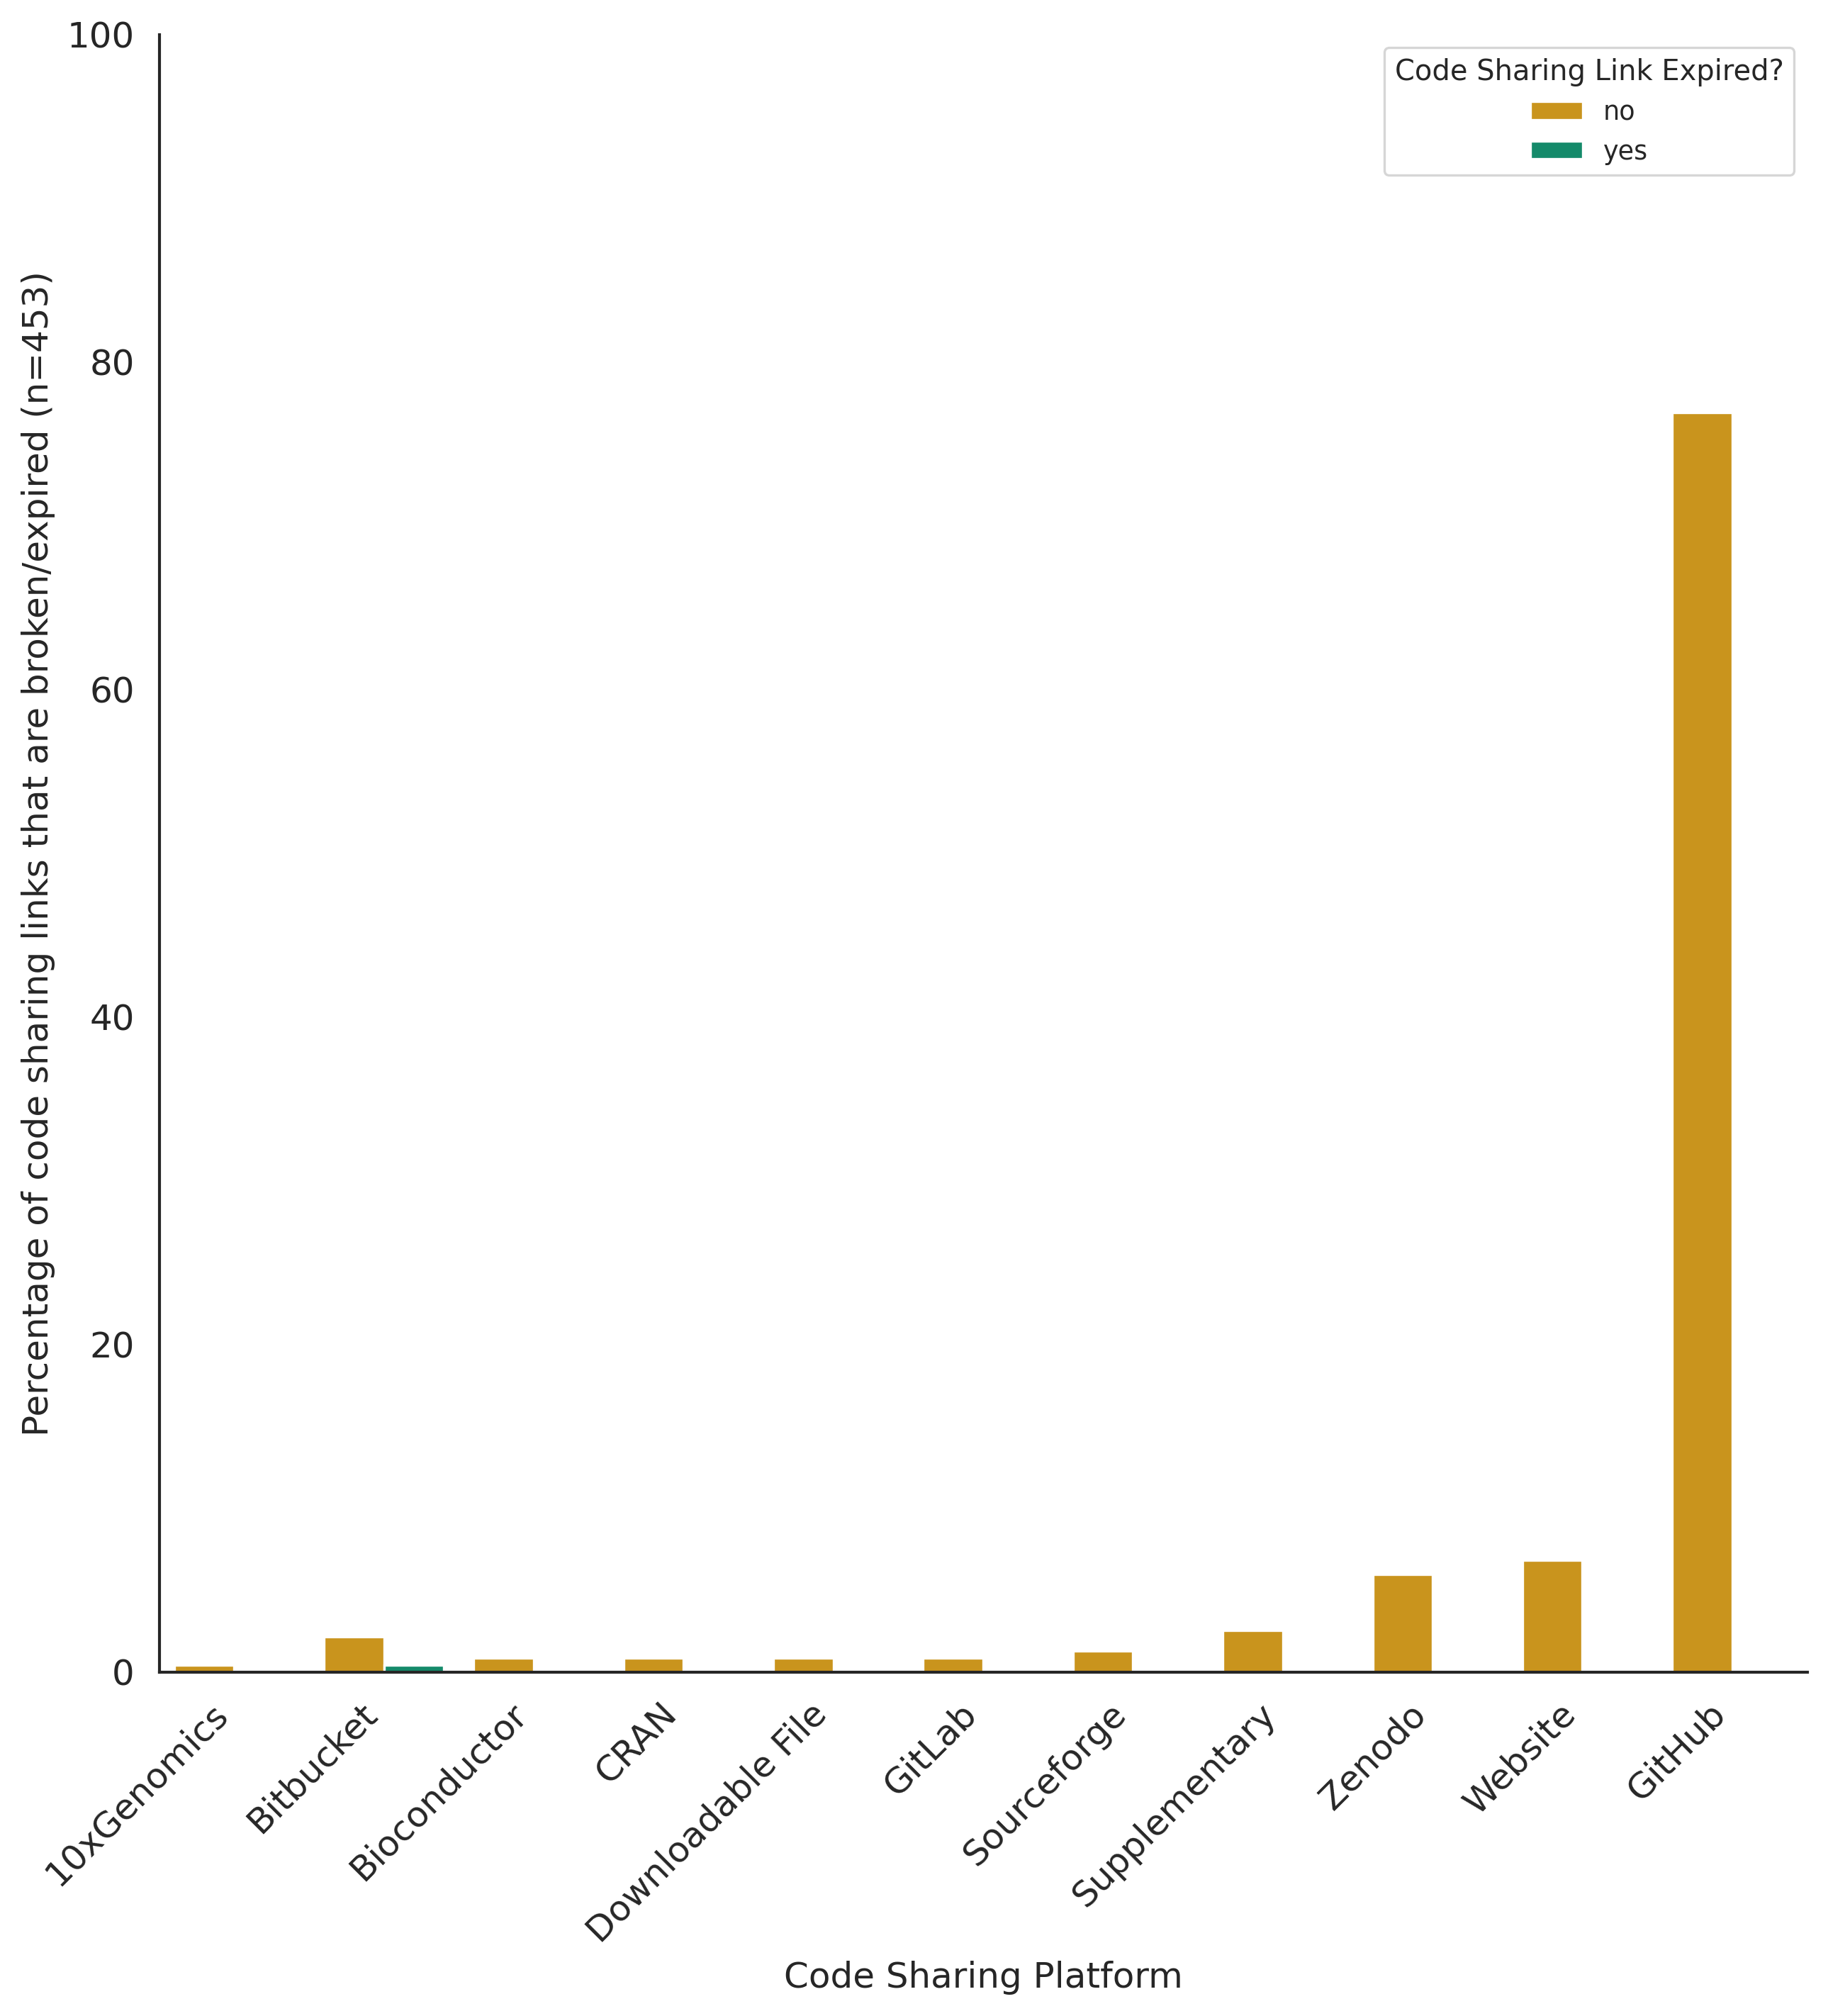 Percentage of code sharing links that are broken/expired (n=453)
100
80
60
40
20
0
Code Sharing Link Expired?
no
yes
10xGenomics
Bitbucket
Bioconductor
CRAN
Downloadable File
GitLab
Sourceforge
Supplementary
Zenodo
Website
GitHub
Code Sharing Platform